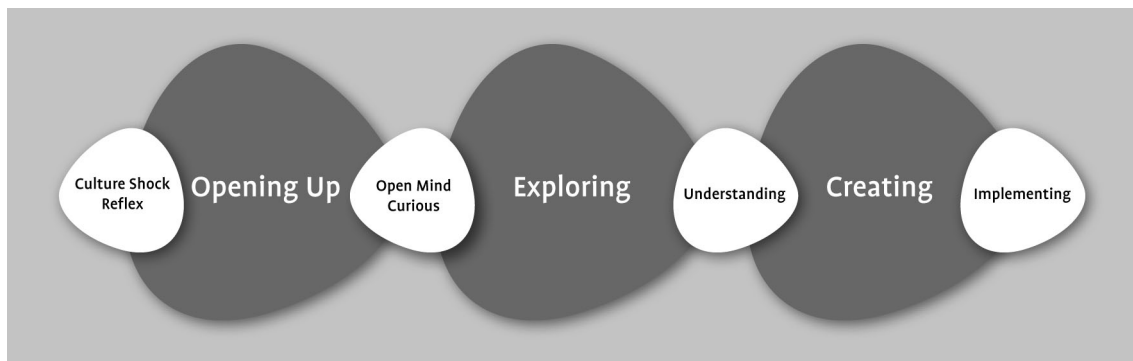 Culture Shock
Reflex
Opening Up
Open Mind
Curious
Exploring
Understanding
Creating
Implementing